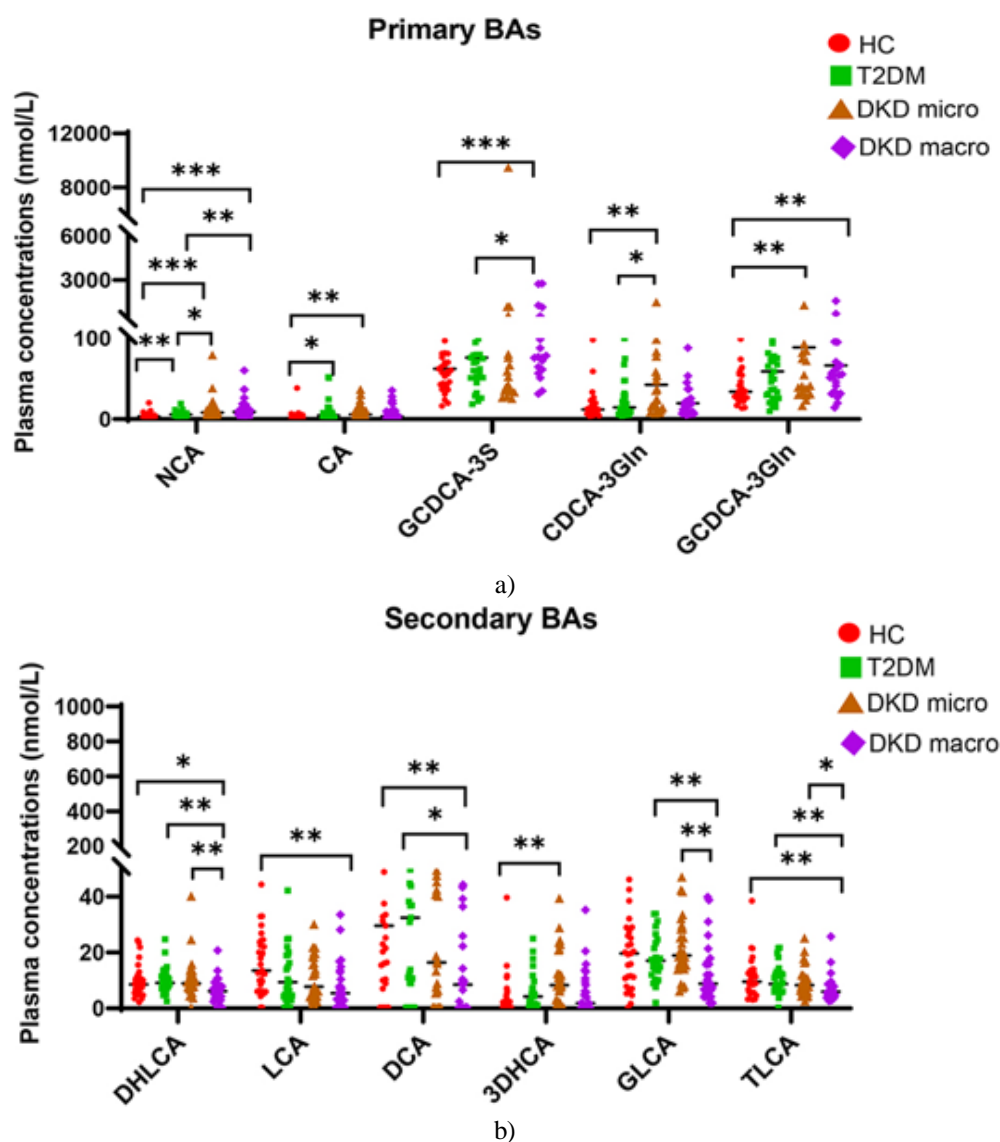 Primary BAs
HC
T2DM
DKD micro
DKD macro
Plasma concentrations (nmol/L)
12000
8000
6000
3000
100
0
***
**
***
*
**
**
*
***
*
**
*
**
**
NCA
CA
GCDCA-3S
CDCA-3Gln
GCDCA-3Gln
a)
Secondary BAs
HC
T2DM
DKD micro
DKD macro
Plasma concentrations (nmol/L)
1000
800
600
400
200
40
20
0
*
**
**
**
**
*
**
**
**
*
**
**
DHLCA
LCA
DCA
3DHCA
GLCA
TLCA
b)